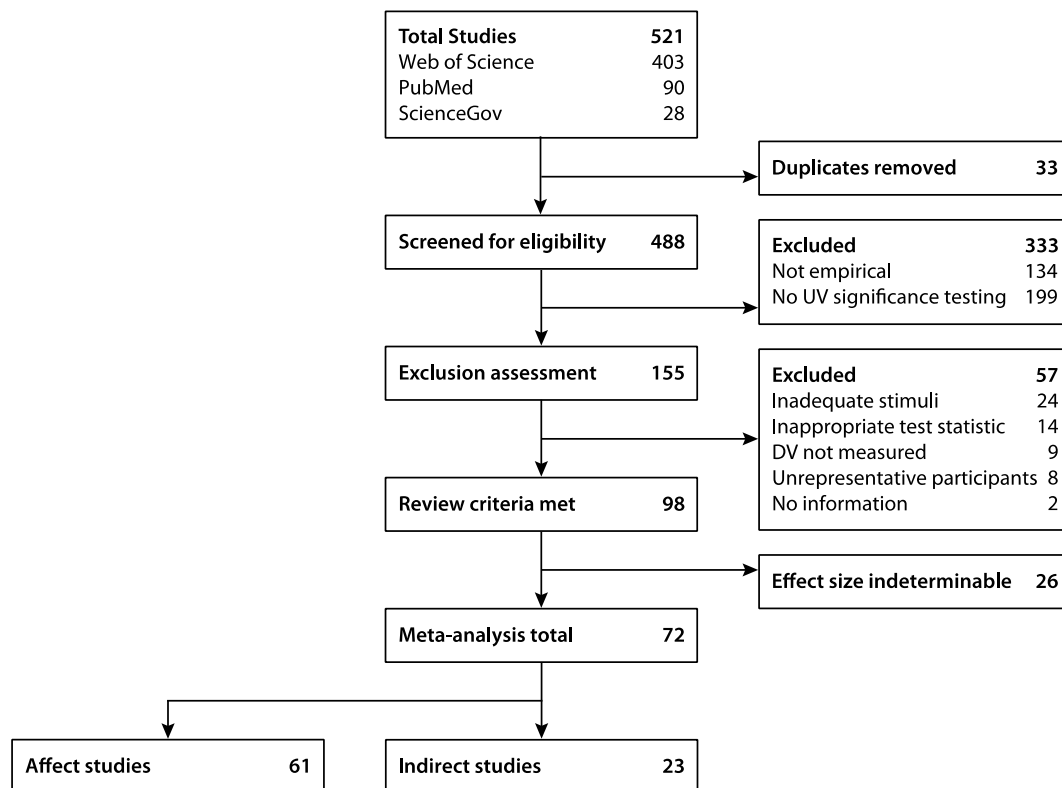 Total Studies 521
Web of Science 403
PubMed 90
ScienceGov 28
Duplicates removed 33
Screened for eligibility 488
Excluded 333
Not empirical 134
No UV significance testing 199
Exclusion assessment 155
Excluded 57
Inadequate stimuli 24
Inappropriate test statistic 14
DV not measured 9
Unrepresentative participants 8
No information 2
Review criteria met 98
Effect size indeterminable 26
Meta-analysis total 72
Affect studies 61
Indirect studies 23